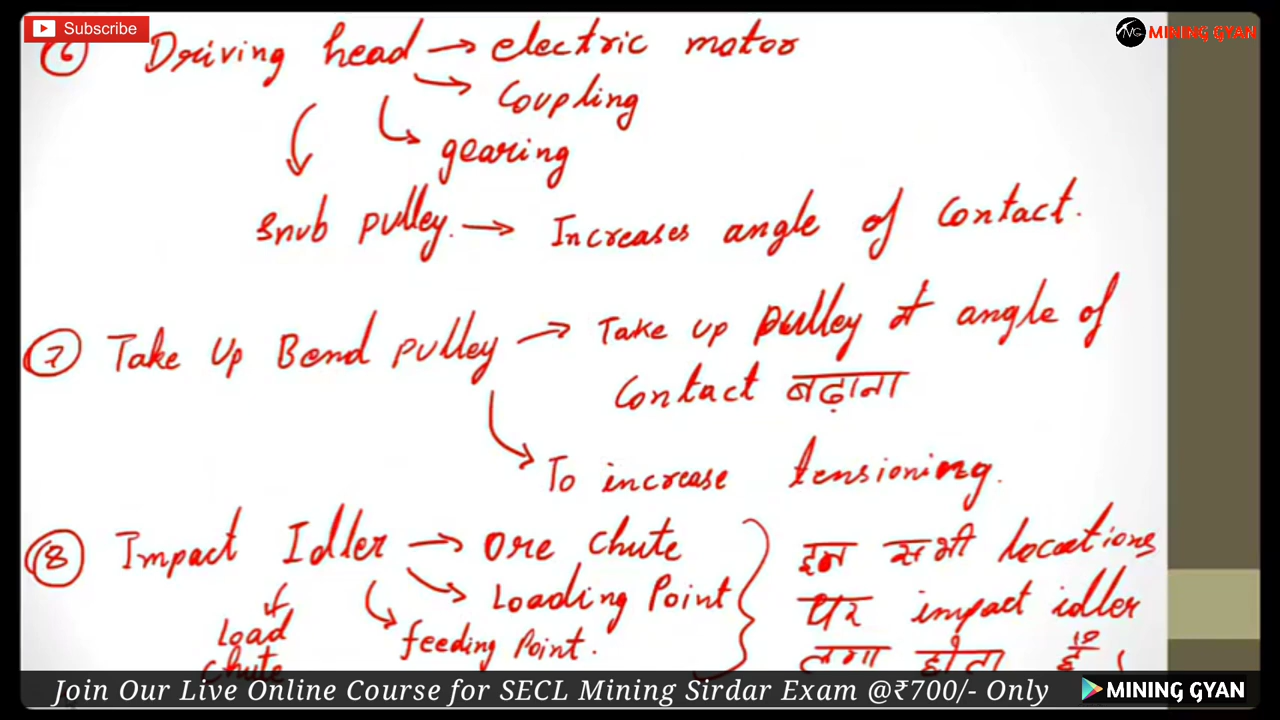 Subscribe
MINING GYAN
6 Driving head → electric motor
→ Coupling
gearing
Snub pulley. → Increases angle of contact.
7 Take Up Bend pulley → Take up pulley में angle of
Contact बढ़ाना
To increase tensioning.
8 Impact Idler → Ore chute
→ Loading Point
feeding Point.
Load
chute
इन सभी locations
पर impact idler
लगा होता है
Join Our Live Online Course for SECL Mining Sirdar Exam @₹700/- Only
MINING GYAN